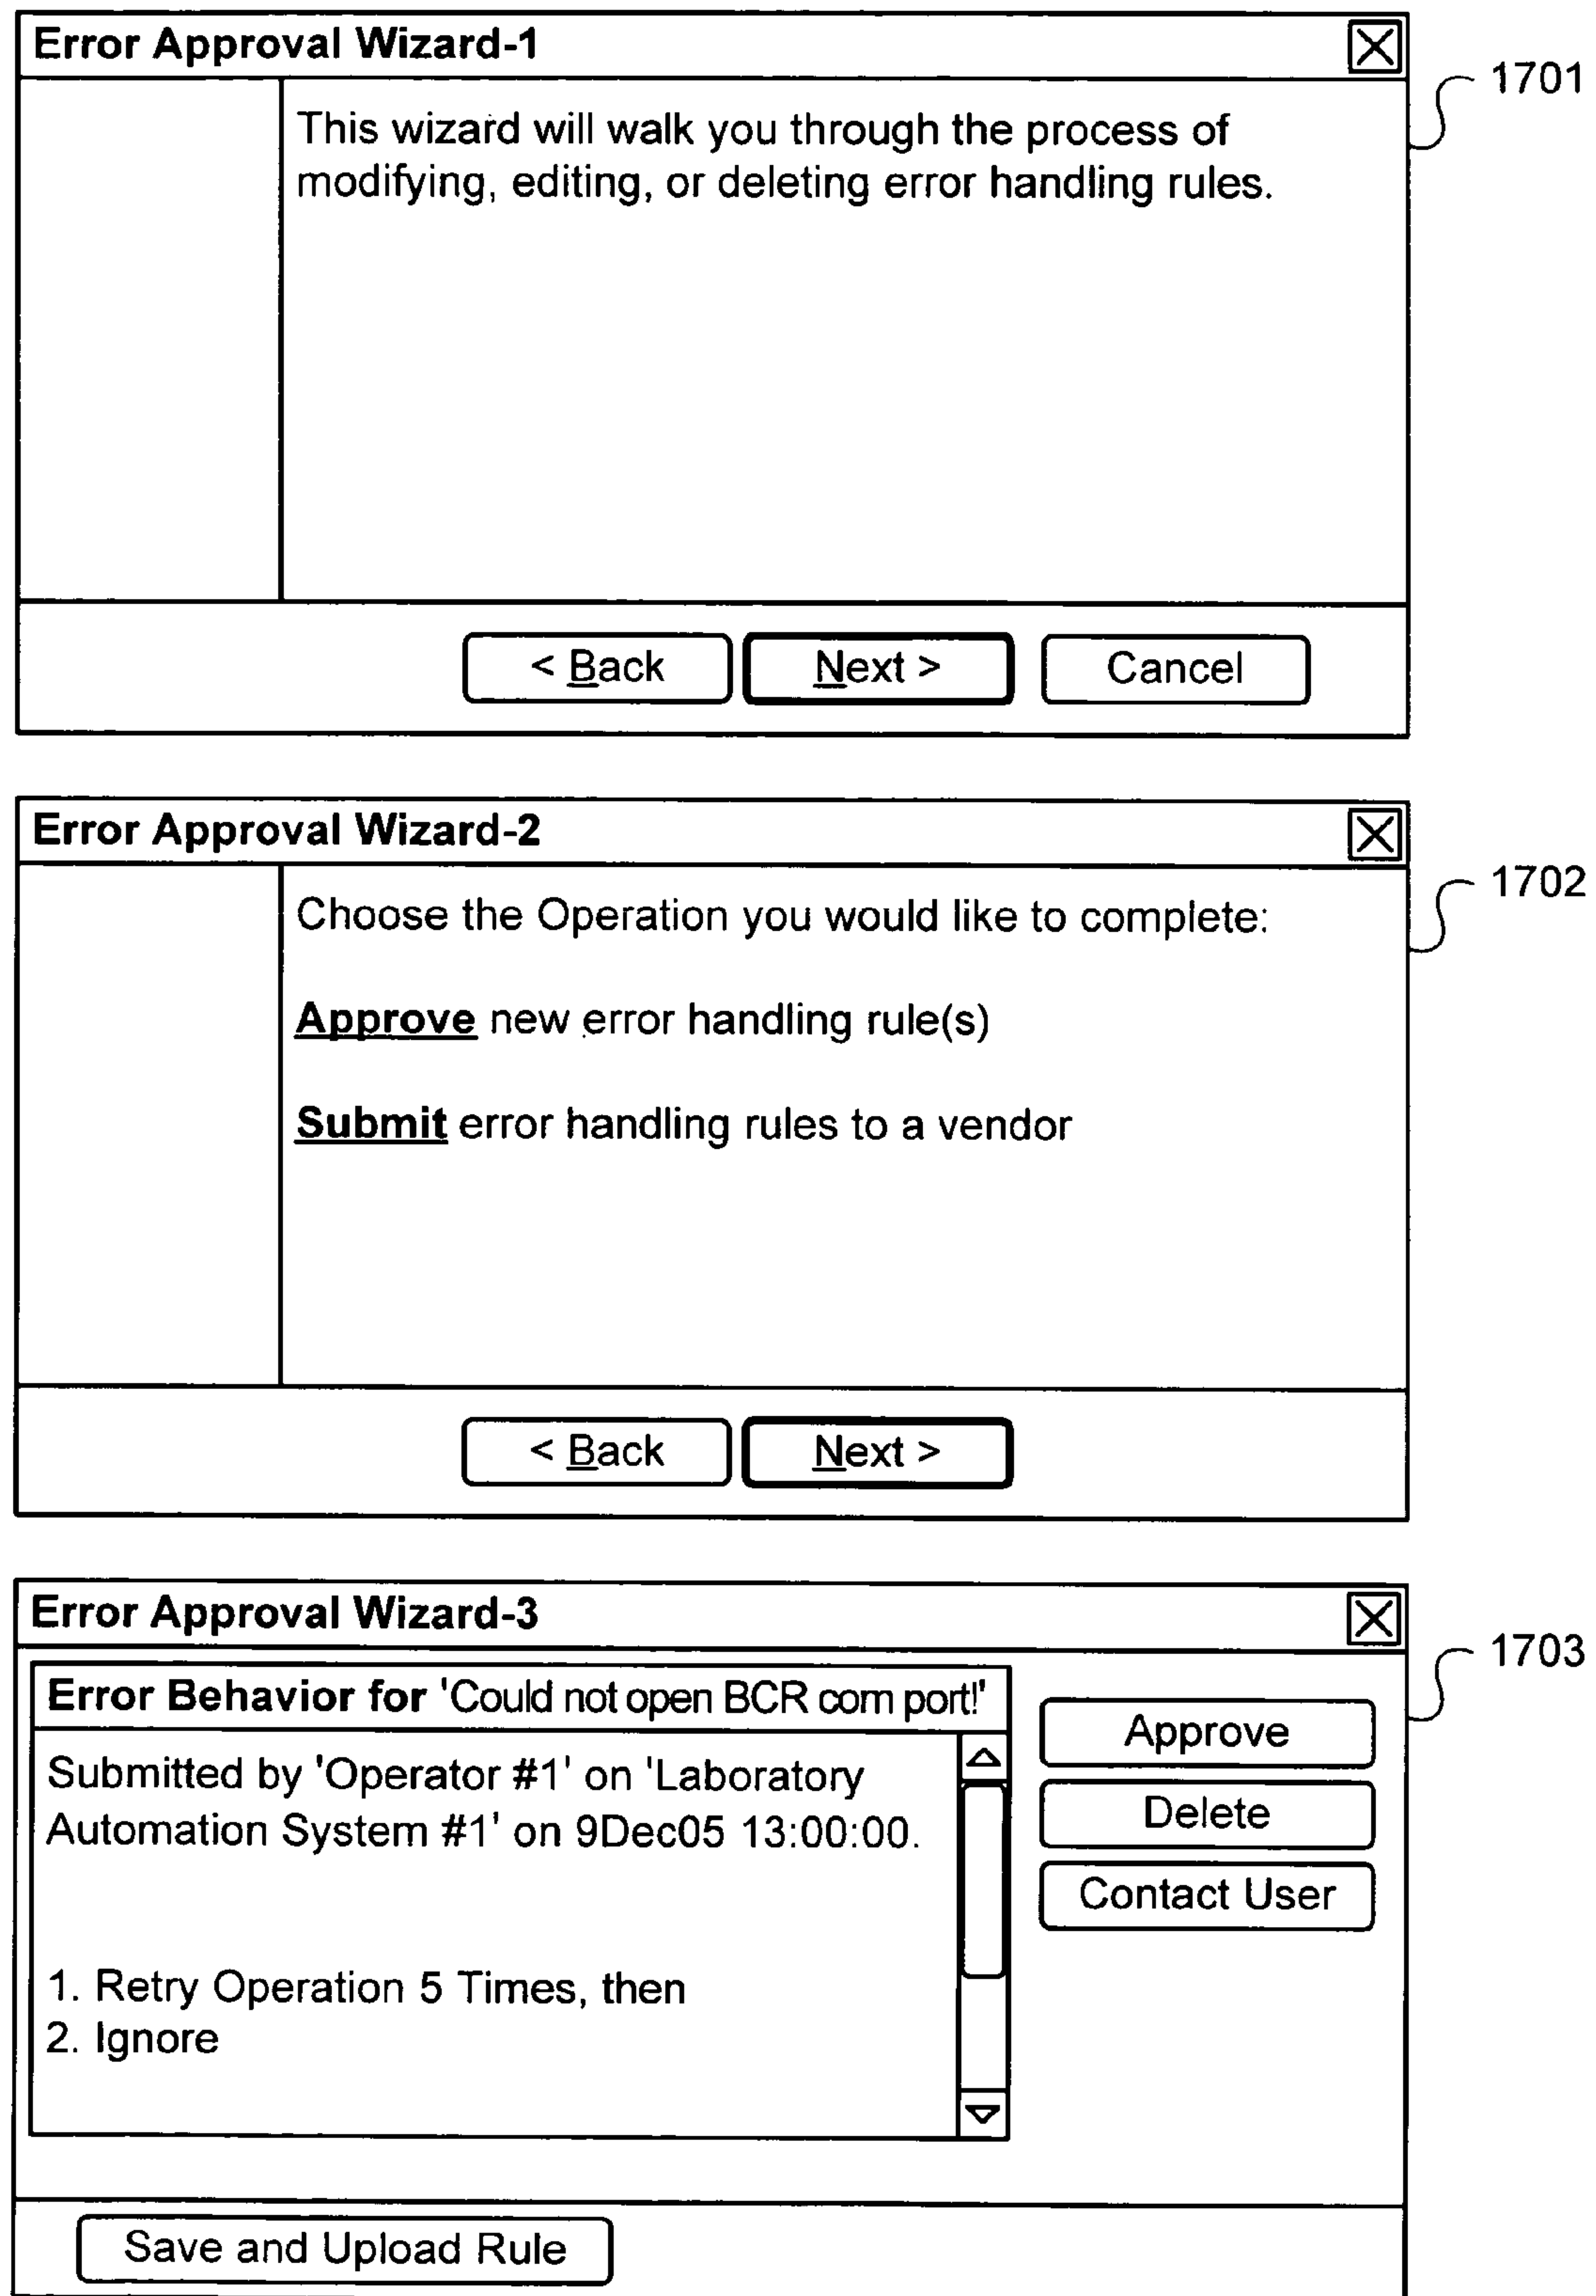 Error Approval Wizard-1
1701
This wizard will walk you through the process of
modifying, editing, or deleting error handling rules.
< Back
Next >
Cancel
Error Approval Wizard-2
1702
Choose the Operation you would like to complete:
Approve new error handling rule(s)
Submit error handling rules to a vendor
< Back
Next >
Error Approval Wizard-3
1703
Error Behavior for 'Could not open BCR com port!'
Submitted by 'Operator #1' on 'Laboratory
Automation System #1' on 9Dec05 13:00:00.
1. Retry Operation 5 Times, then
2. Ignore
Approve
Delete
Contact User
Save and Upload Rule